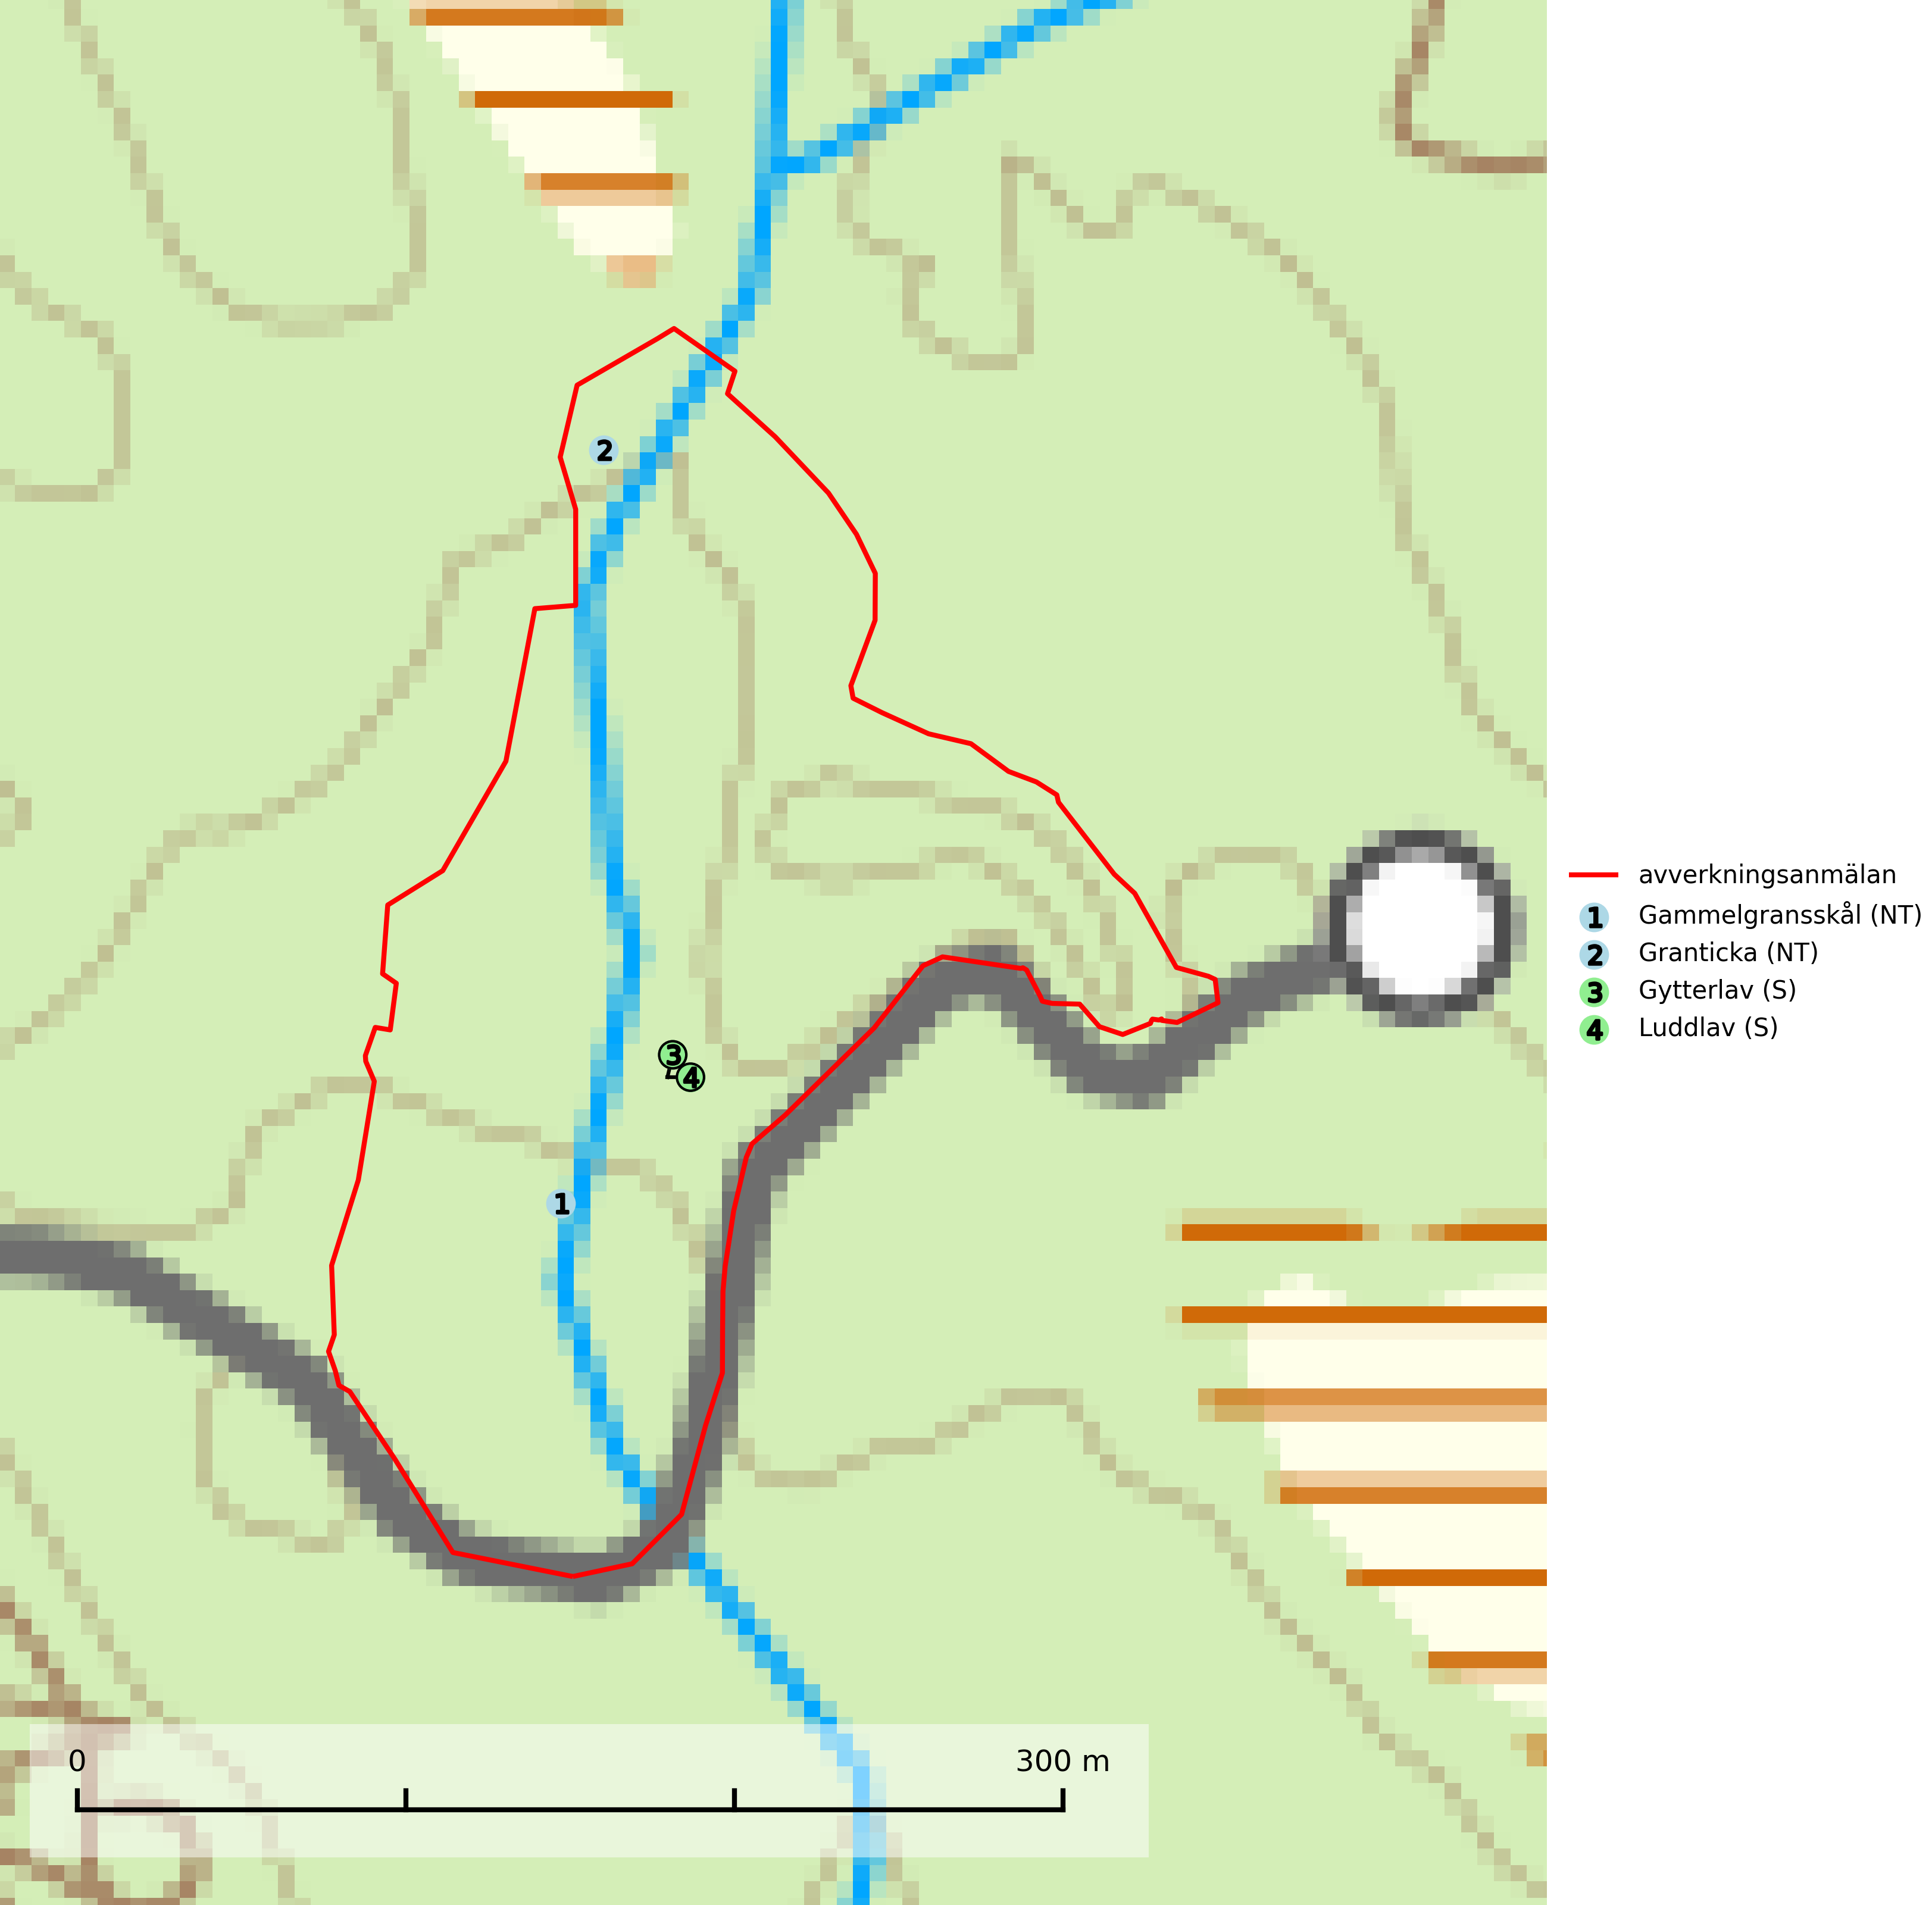 2
3
4
1
0
300 m
avverkningsanmälan
1 Gammelgransskål (NT)
2 Granticka (NT)
3 Gytterlav (S)
4 Luddlav (S)